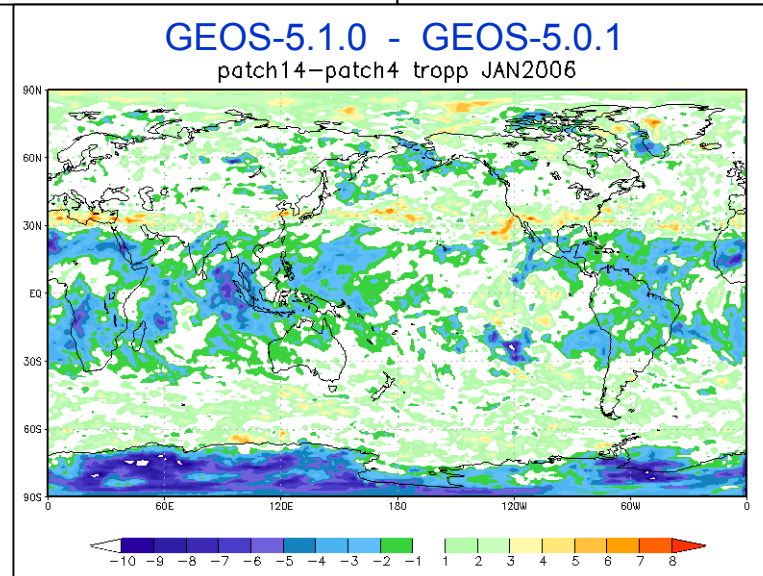 GEOS-5.1.0 - GEOS-5.0.1
patch14-patch4 tropp JAN2006
90N
60N
30N
EQ
30S
60S
90S
0 60E 120E 180 120W 60W 0
-10 -9 -8 -7 -6 -5 -4 -3 -2 -1 1 2 3 4 5 6 7 8